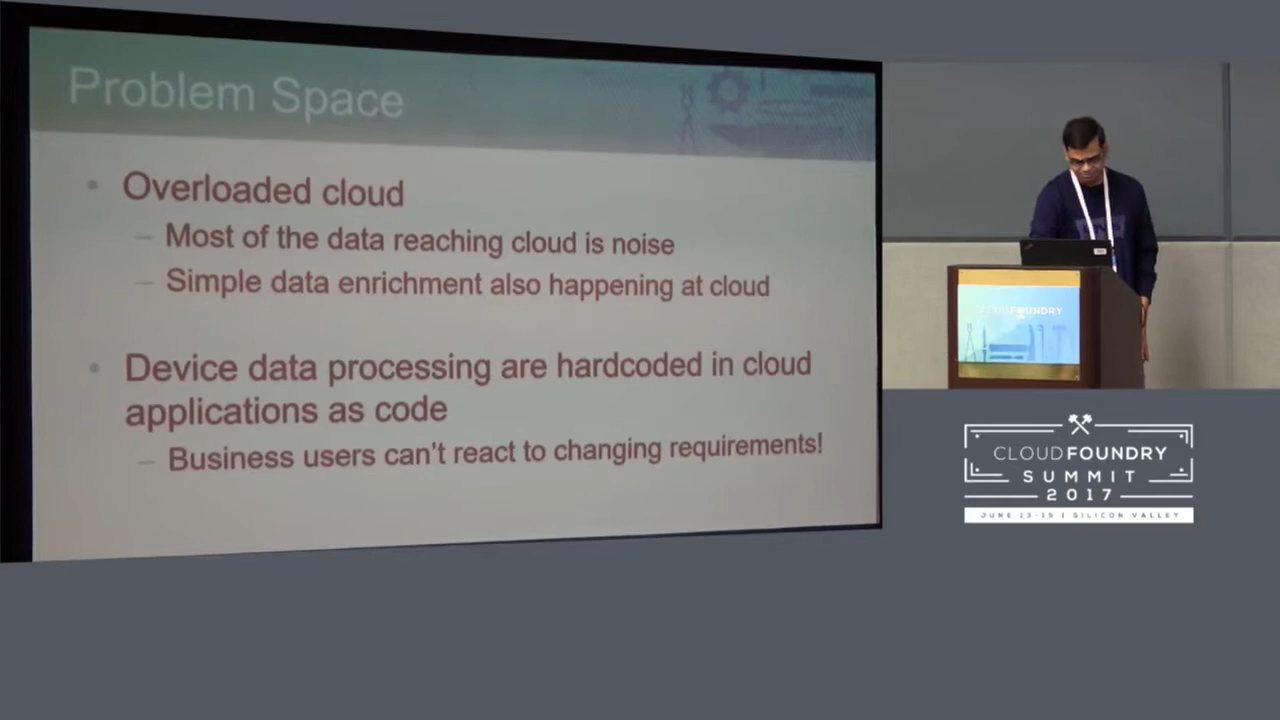 Problem Space
Overloaded cloud
Most of the data reaching cloud is noise
Simple data enrichment also happening at cloud
Device data processing are hardcoded in cloud
applications as code
Business users can't react to changing requirements!
CLOUDFOUNDRY
CLOUDFOUNDRY
SUMMIT
2017
JUNE 13-15 | SILICON VALLEY